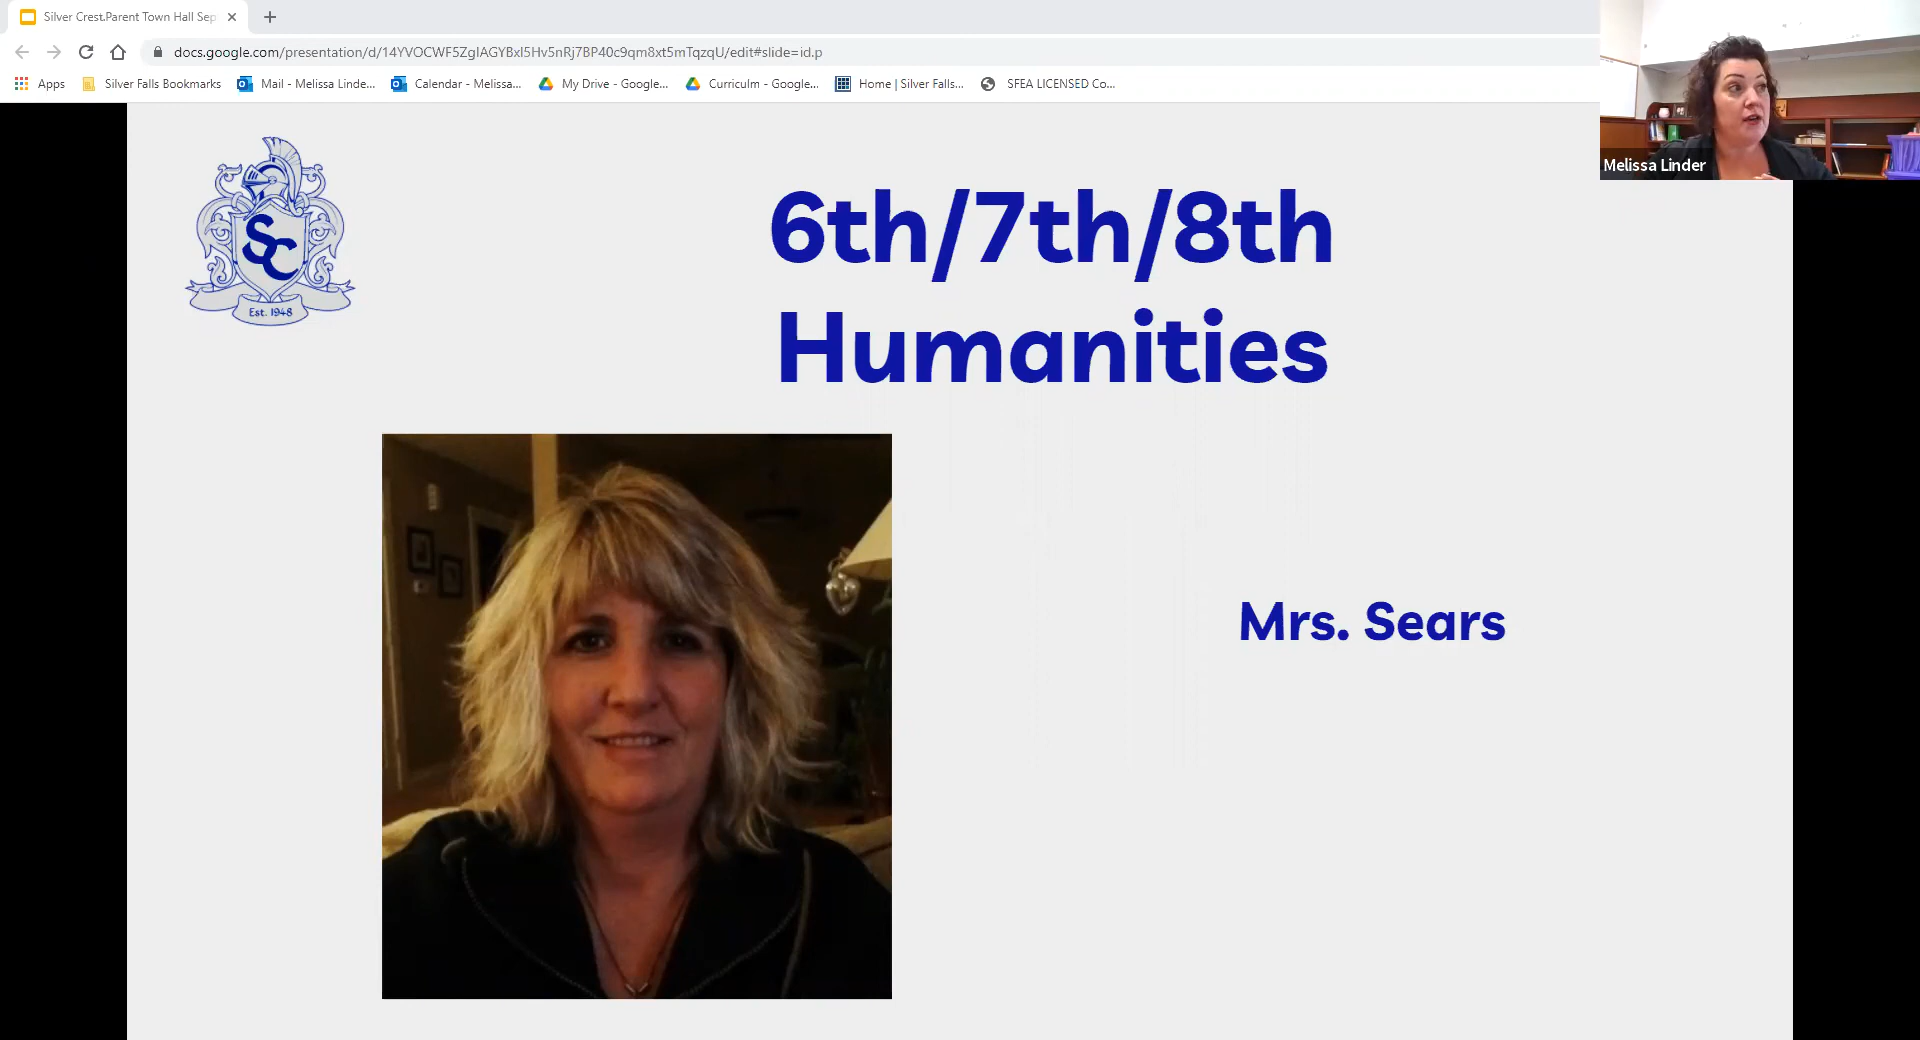 Silver Crest.Parent Town Hall Sep
docs.google.com/presentation/d/14YVOCWF5ZgIAGYBxI5Hv5nRj7BP40c9qm8xt5mTqzqU/edit#slide=id.p
Apps Silver Falls Bookmarks Mail - Melissa Linde... Calendar - Melissa... My Drive - Google... Curriculm - Google... Home | Silver Falls... SFEA LICENSED Co...
Melissa Linder
SC
Est. 1948
6th/7th/8th
Humanities
Mrs. Sears